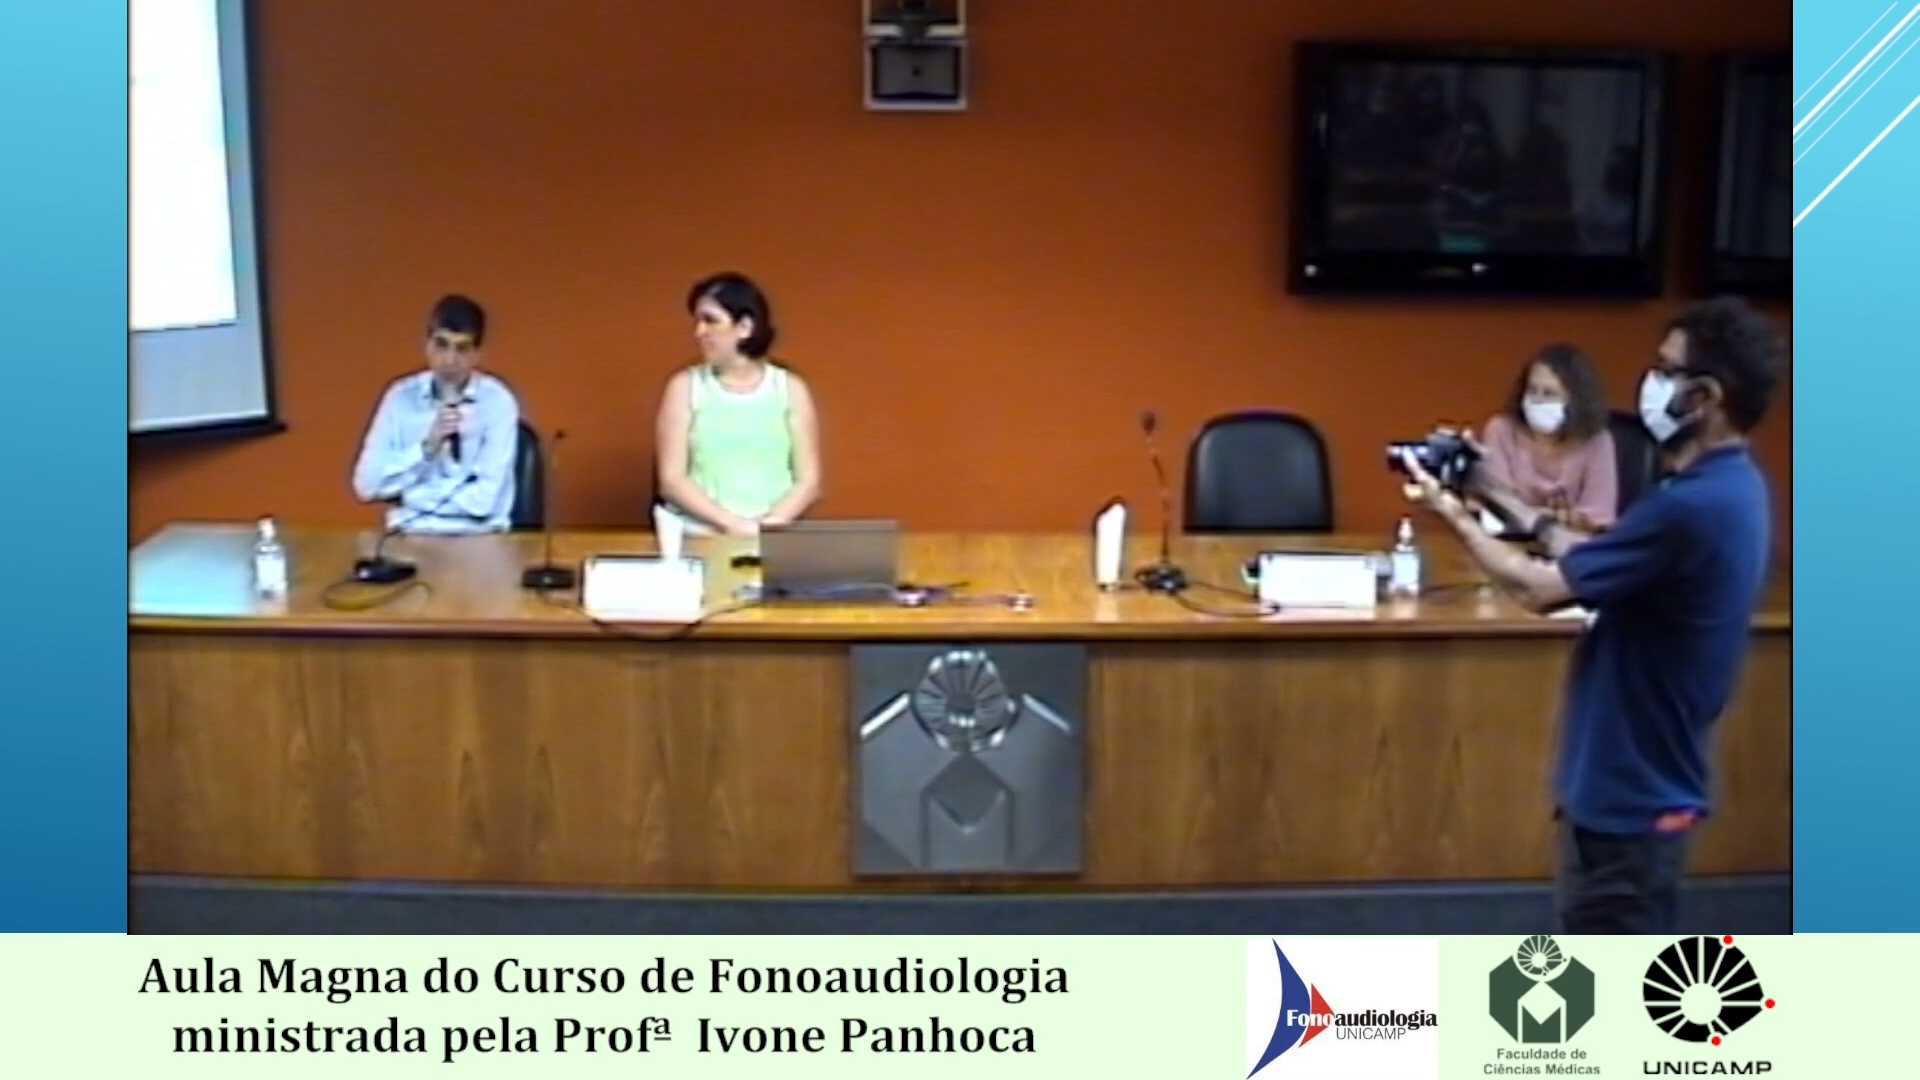 Aula Magna do Curso de Fonoaudiologia
ministrada pela Profª Ivone Panhoca
Fonoaudiologia
UNICAMP
Faculdade de
Ciências Médicas
UNICAMP